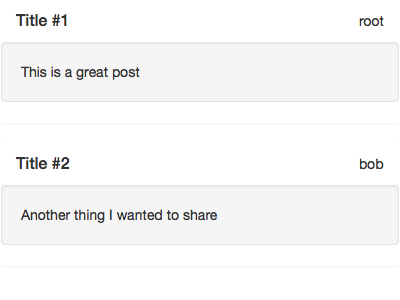 Title #1 root
This is a great post
Title #2 bob
Another thing I wanted to share